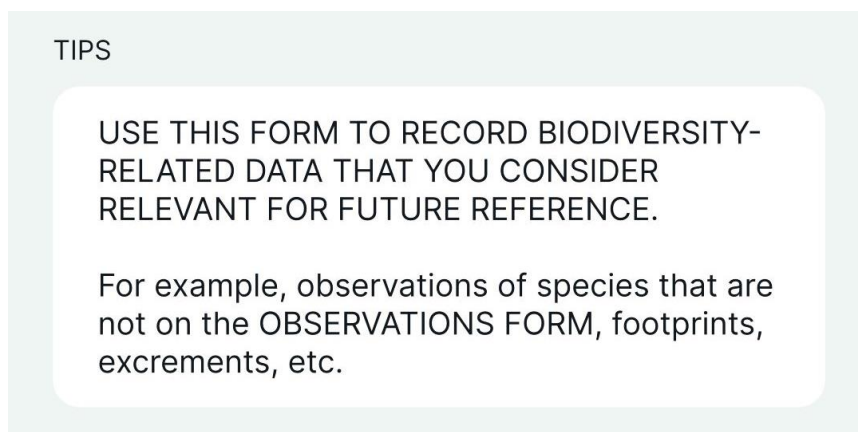 TIPS
USE THIS FORM TO RECORD BIODIVERSITY-
RELATED DATA THAT YOU CONSIDER
RELEVANT FOR FUTURE REFERENCE.
For example, observations of species that are
not on the OBSERVATIONS FORM, footprints,
excrements, etc.